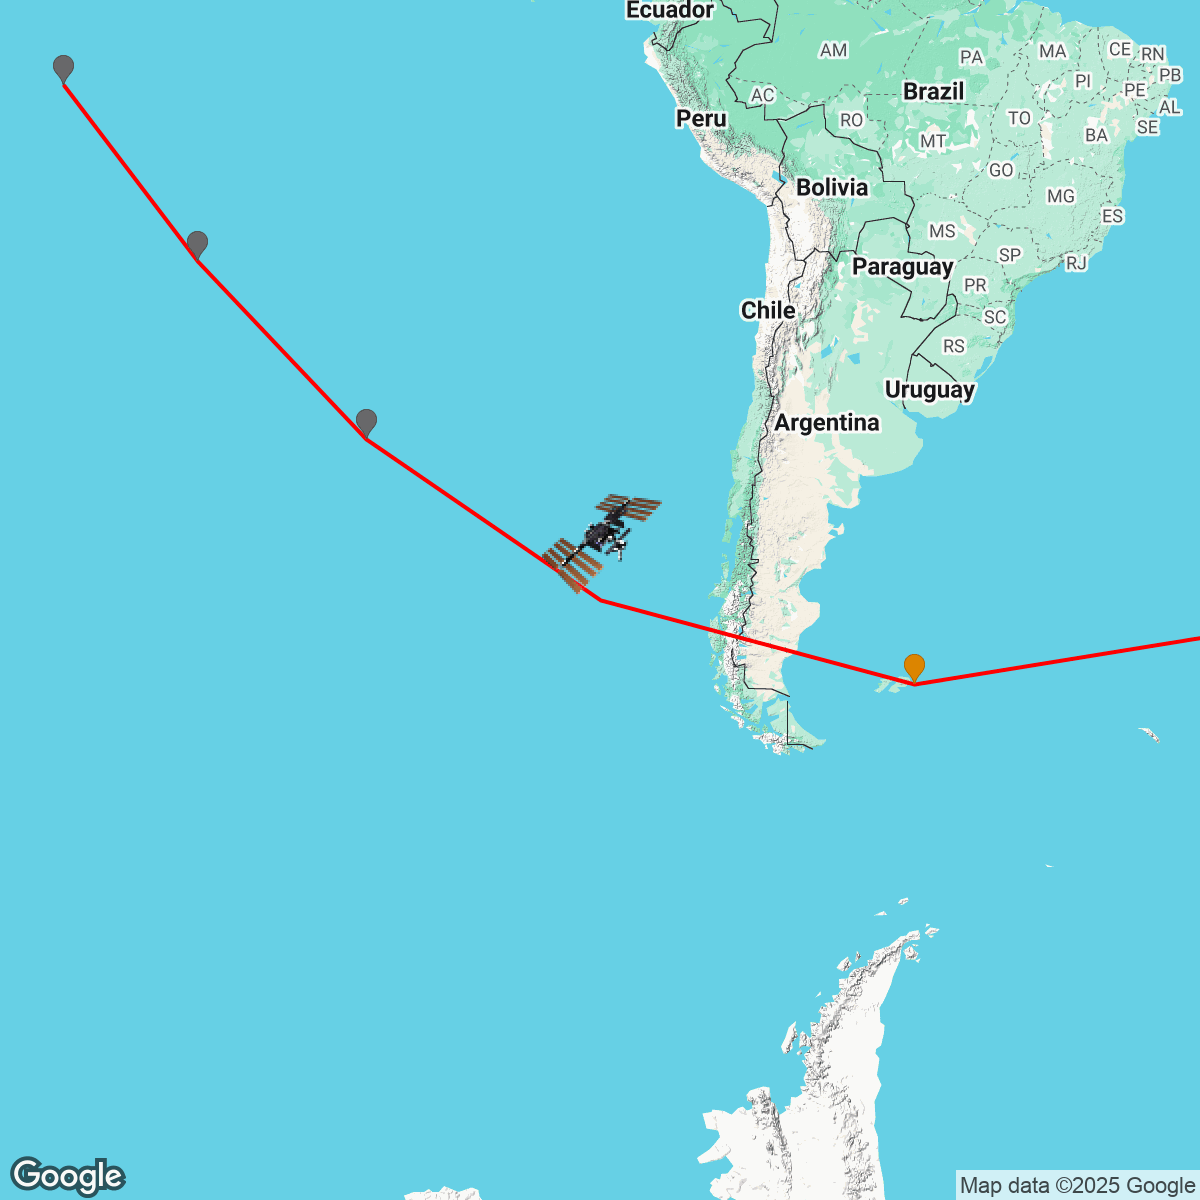 Ecuador
AM
PA
MA
CE
RN
PI
PB
PE
AL
AC
Brazil
Peru
RO
TO
SE
MT
BA
GO
Bolivia
MG
ES
MS
SP
RJ
Paraguay
PR
Chile
SC
RS
Uruguay
Argentina
Google
Map data ©2025 Google